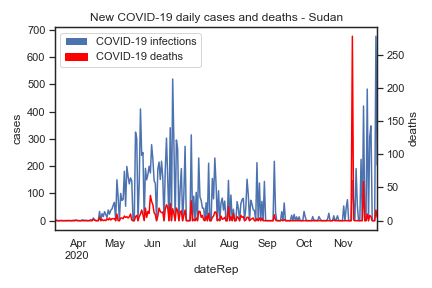 New COVID-19 daily cases and deaths - Sudan
COVID-19 infections
COVID-19 deaths
700
600
500
400
300
200
100
0
cases
250
200
150
100
50
0
deaths
Apr May Jun Jul Aug Sep Oct Nov
2020
dateRep